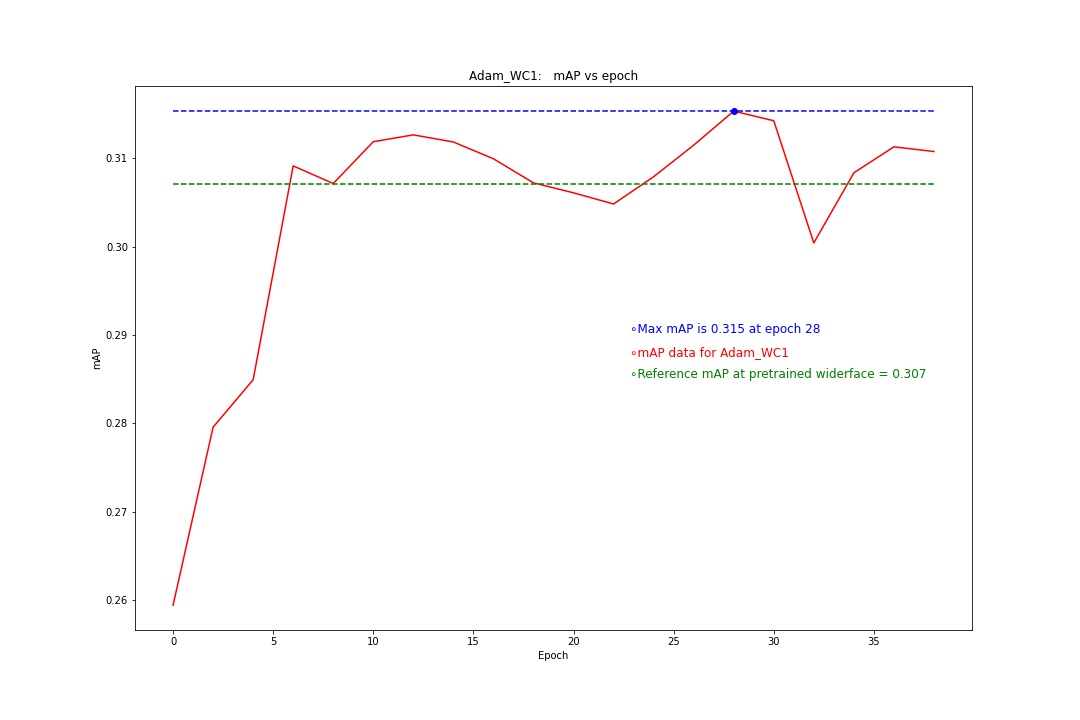 Adam_WC1: mAP vs epoch
0.31
0.30
0.29
0.28
0.27
0.26
mAP
∘Max mAP is 0.315 at epoch 28
∘mAP data for Adam_WC1
∘Reference mAP at pretrained widerface = 0.307
0 5 10 15 20 25 30 35
Epoch